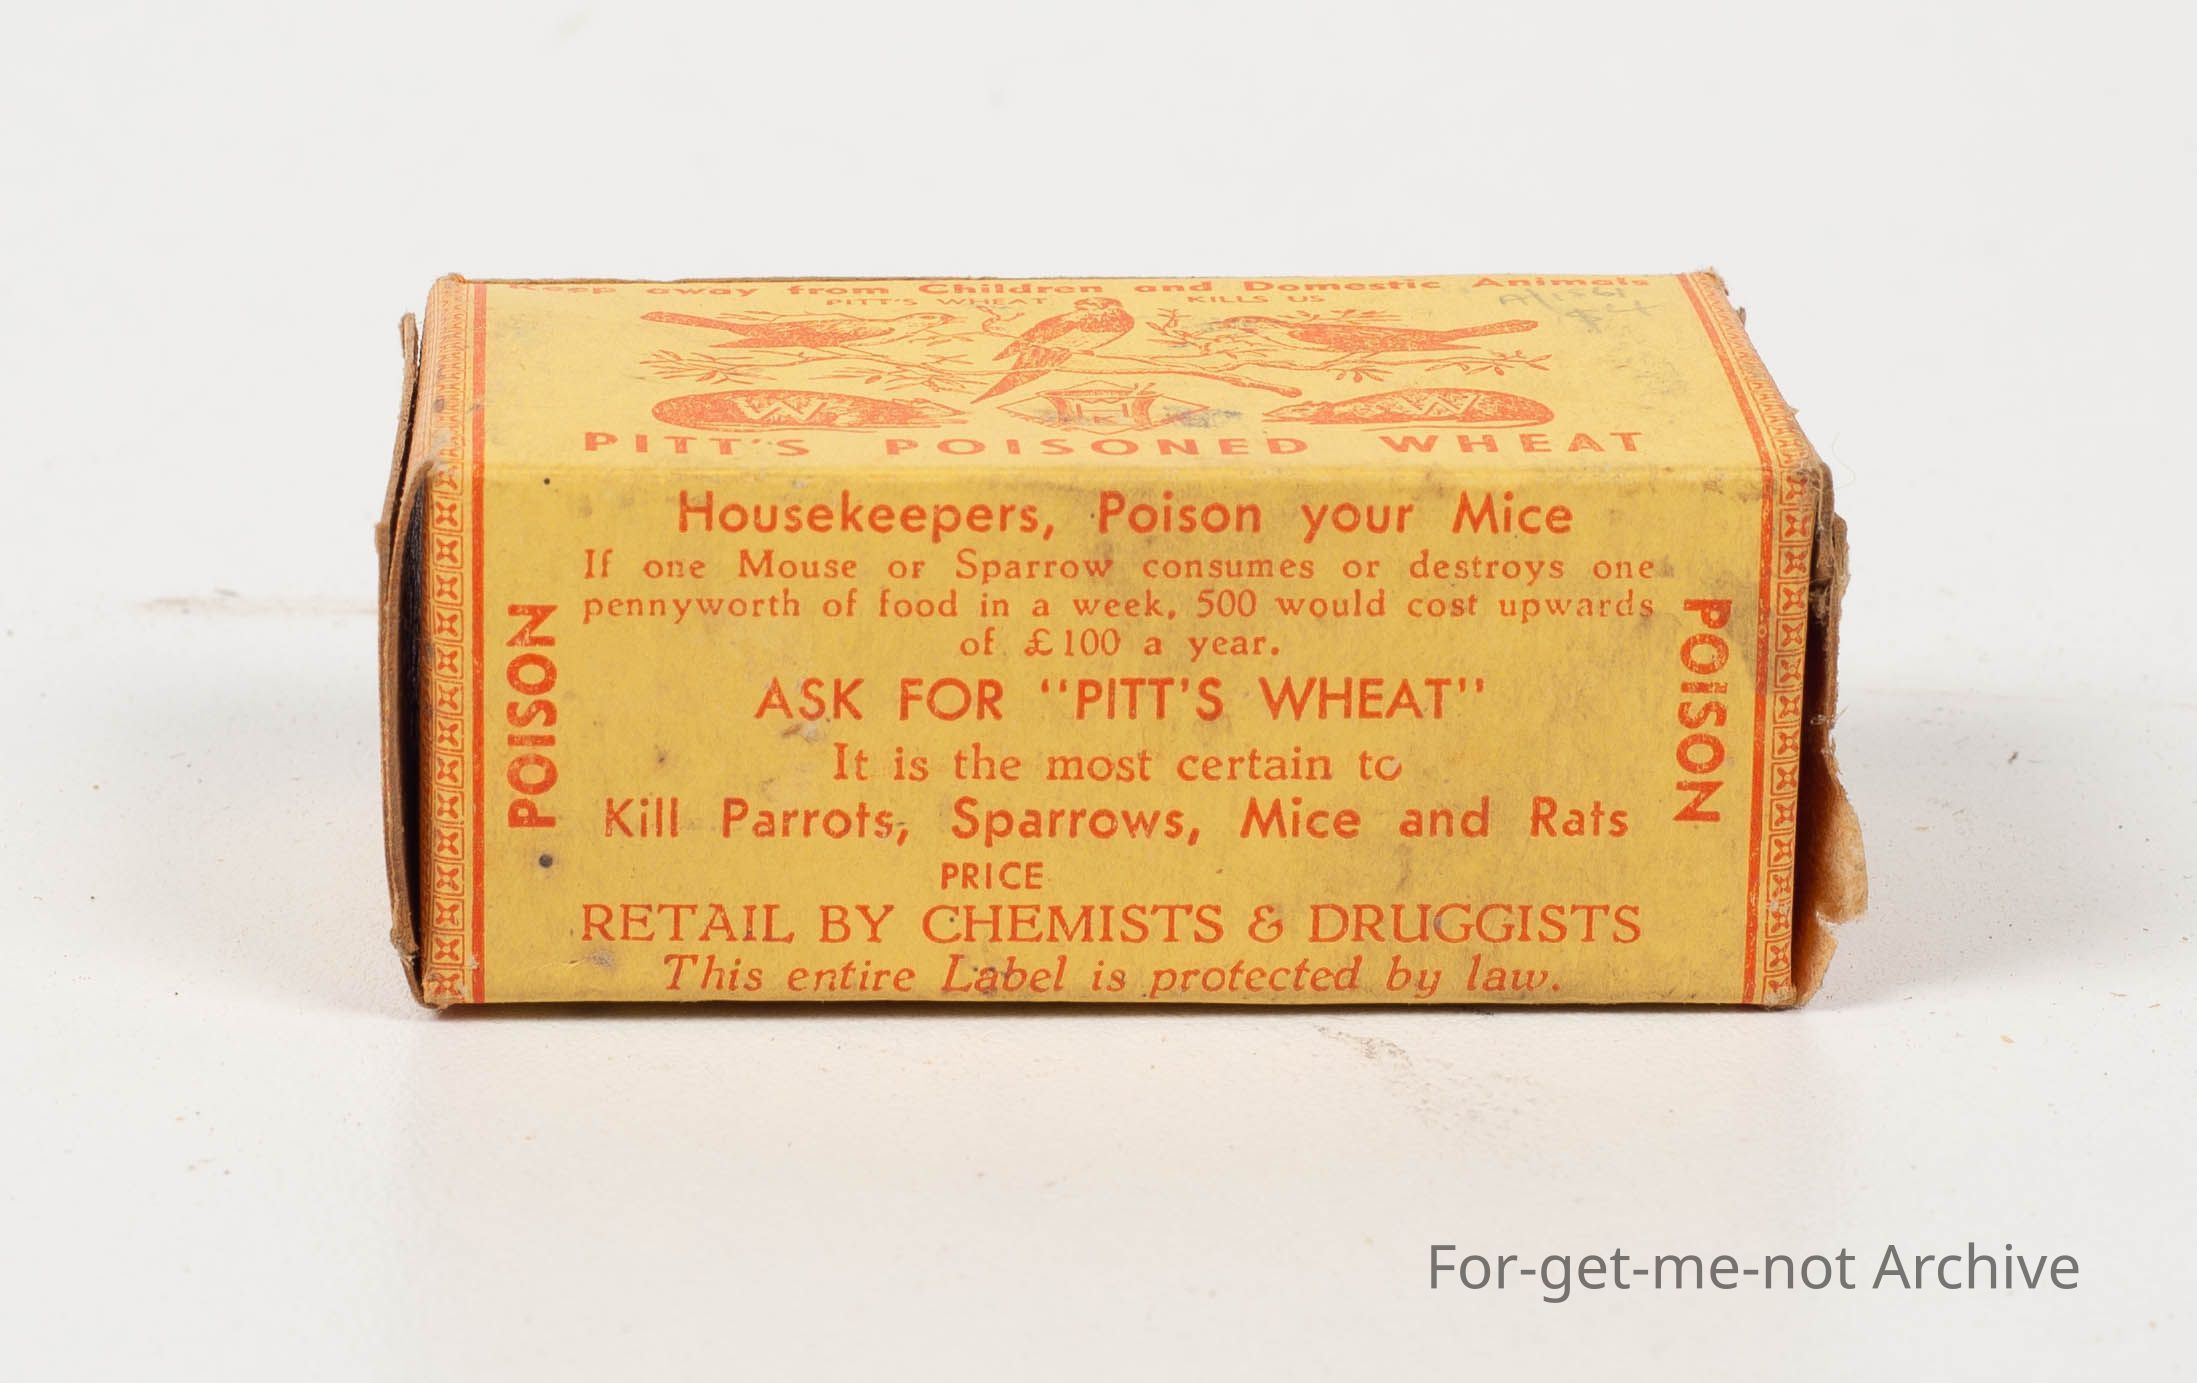 Keep away from Children and Domestic Animals
PITT'S WHEAT KILLS US
W H W
PITT'S POISONED WHEAT
Housekeepers, Poison your Mice
If one Mouse or Sparrow consumes or destroys one
pennyworth of food in a week, 500 would cost upwards
of £100 a year.
ASK FOR "PITT'S WHEAT"
It is the most certain to
Kill Parrots, Sparrows, Mice and Rats
PRICE
RETAIL BY CHEMISTS & DRUGGISTS
This entire Label is protected by law.
POISON
POISON
For-get-me-not Archive